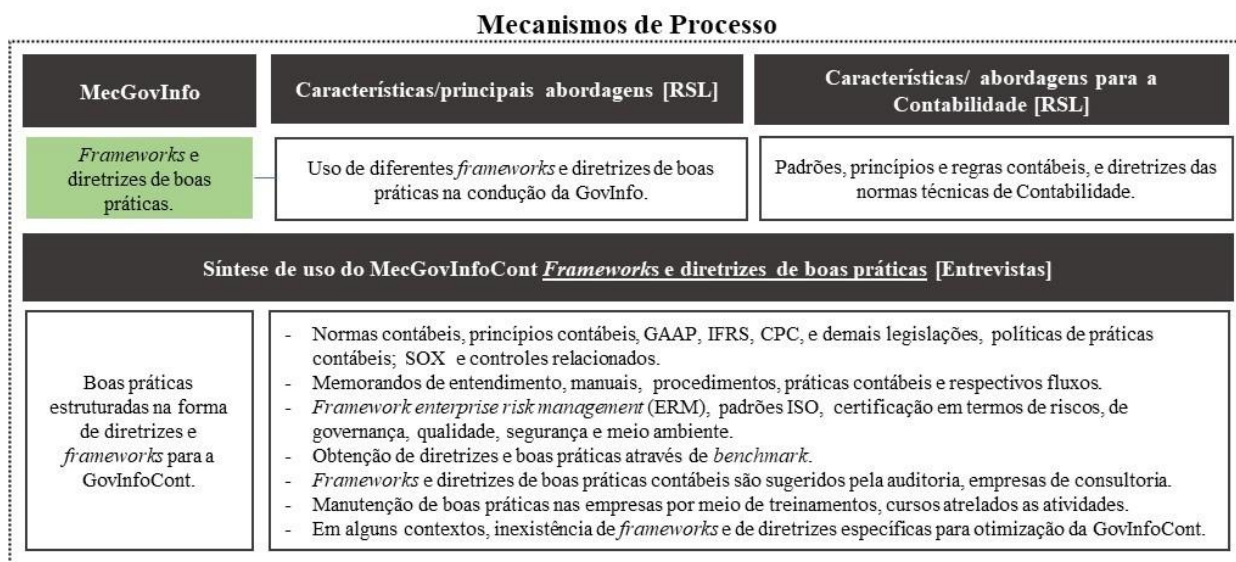 Mecanismos de Processo
MecGovInfo
Características/principais abordagens [RSL]
Características/ abordagens para a
Contabilidade [RSL]
Frameworks e
diretrizes de boas
práticas.
Uso de diferentes frameworks e diretrizes de boas
práticas na condução da GovInfo.
Padrões, princípios e regras contábeis, e diretrizes das
normas técnicas de Contabilidade.
Síntese de uso do MecGovInfoCont Frameworks e diretrizes de boas práticas [Entrevistas]
Boas práticas
estruturadas na forma
de diretrizes e
frameworks para a
GovInfoCont.
- Normas contábeis, princípios contábeis, GAAP, IFRS, CPC, e demais legislações, políticas de práticas
contábeis; SOX e controles relacionados.
- Memorandos de entendimento, manuais, procedimentos, práticas contábeis e respectivos fluxos.
- Framework enterprise risk management (ERM), padrões ISO, certificação em termos de riscos, de
governança, qualidade, segurança e meio ambiente.
- Obtenção de diretrizes e boas práticas através de benchmark.
- Frameworks e diretrizes de boas práticas contábeis são sugeridos pela auditoria, empresas de consultoria.
- Manutenção de boas práticas nas empresas por meio de treinamentos, cursos atrelados as atividades.
- Em alguns contextos, inexistência de frameworks e de diretrizes específicas para otimização da GovInfoCont.